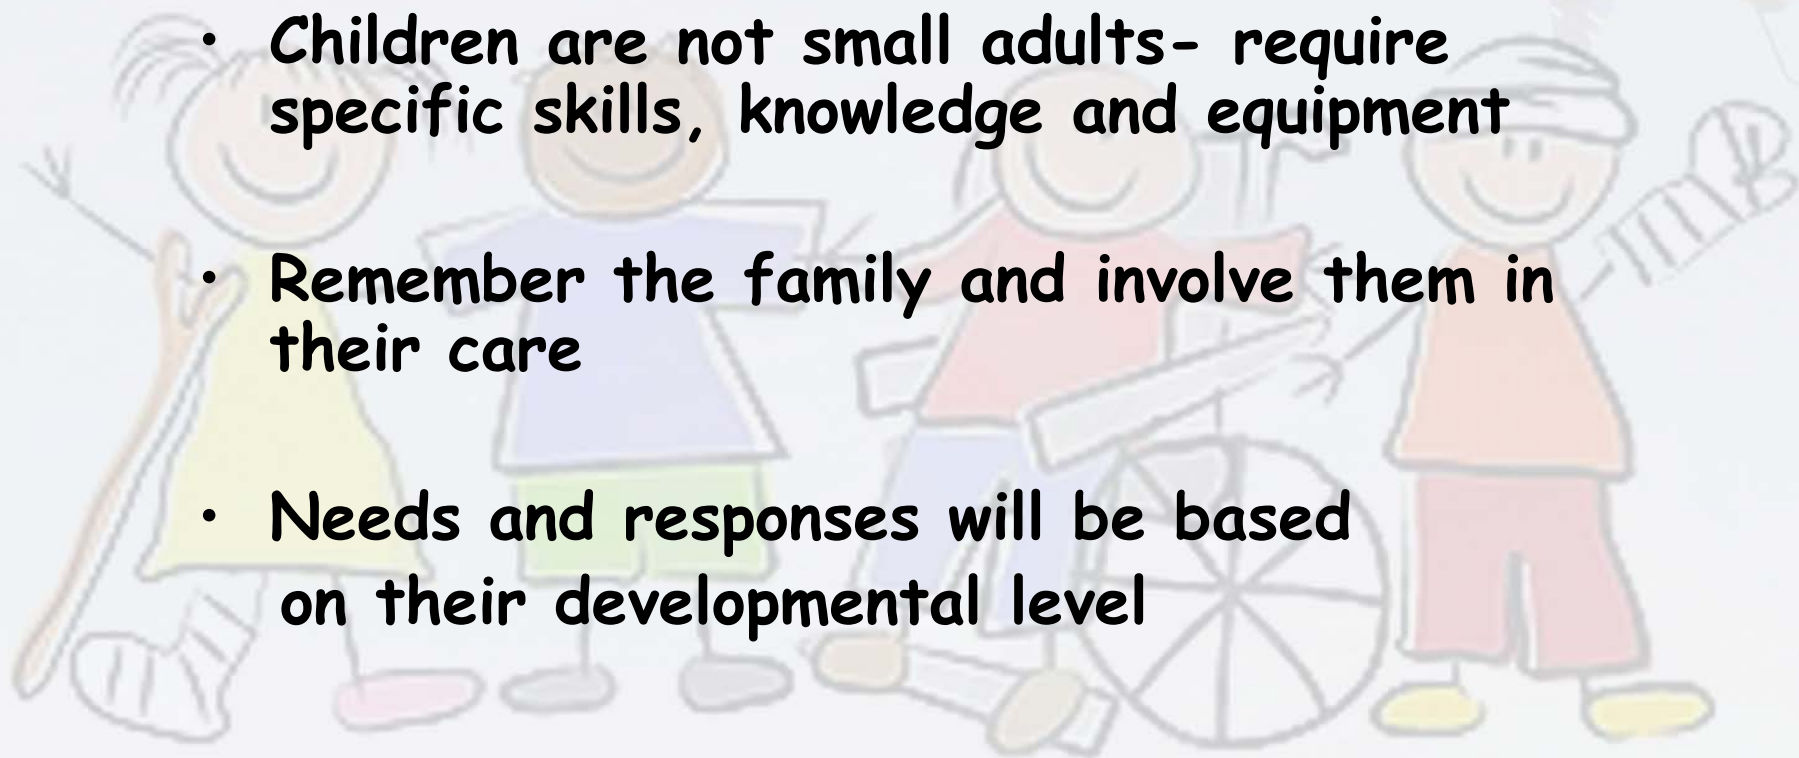 • Children are not small adults- require
specific skills, knowledge and equipment
• Remember the family and involve them in
their care
• Needs and responses will be based
on their developmental level